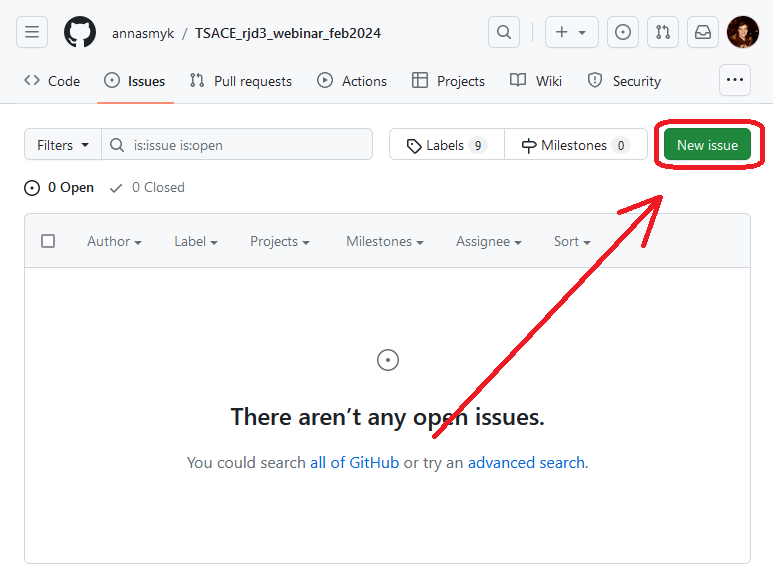 annasmyk / TSACE_rjd3_webinar_feb2024
Code Issues Pull requests Actions Projects Wiki Security
Filters is:issue is:open Labels 9 Milestones 0 New issue
0 Open 0 Closed
Author Label Projects Milestones Assignee Sort
There aren’t any open issues.
You could search all of GitHub or try an advanced search.